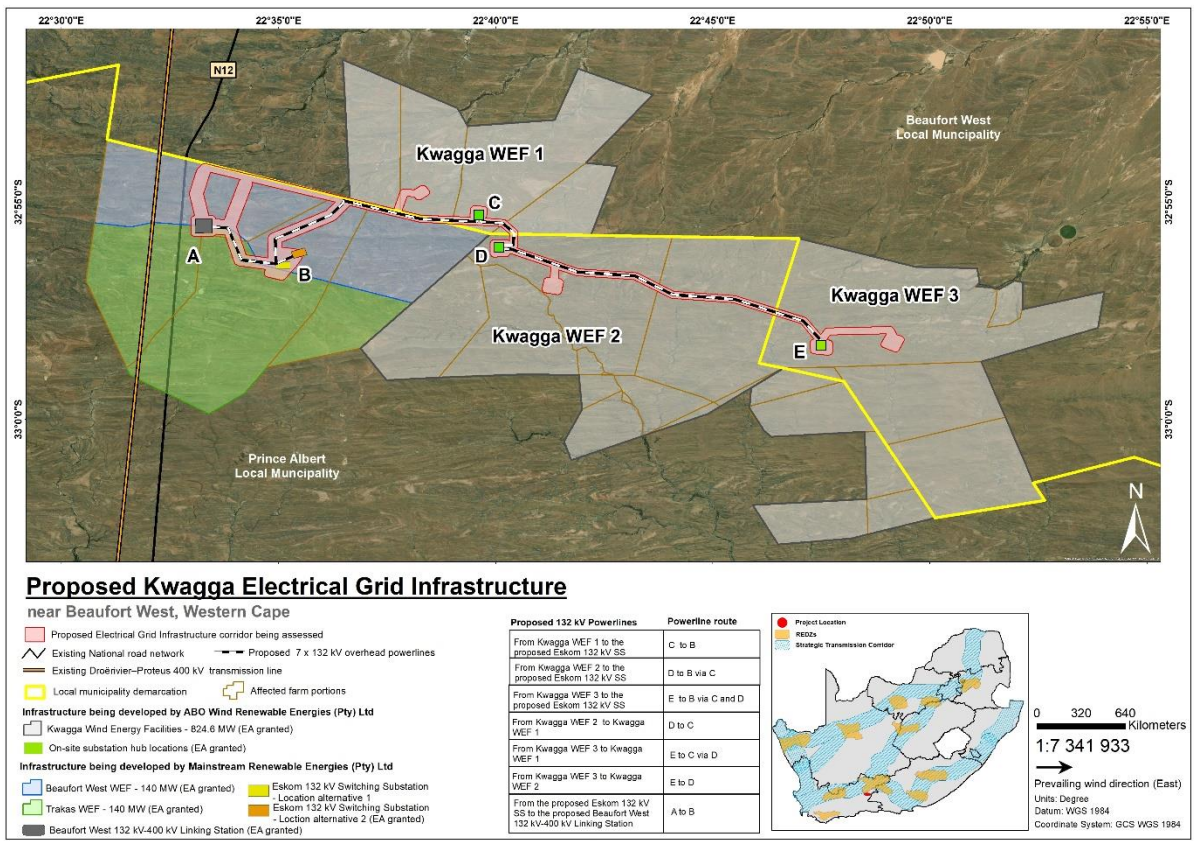 22°30'0"E 22°35'0"E 22°40'0"E 22°45'0"E 22°50'0"E 22°55'0"E
N12
Beaufort West
Local Muncipality
Kwagga WEF 1
32°55'0"S
32°55'0"S
C
A
D
B
Kwagga WEF 3
Kwagga WEF 2
E
33°0'0"S
33°0'0"S
Prince Albert
Local Muncipality
N
Proposed Kwagga Electrical Grid Infrastructure
near Beaufort West, Western Cape
Proposed Electrical Grid Infrastructure corridor being assessed
Existing National road network
Proposed 7 x 132 kV overhead powerlines
Existing Droërivier–Proteus 400 kV transmission line
Local municipality demarcation
Affected farm portions
Infrastructure being developed by ABO Wind Renewable Energies (Pty) Ltd
Kwagga Wind Energy Facilities - 824.6 MW (EA granted)
On-site substation hub locations (EA granted)
Infrastructure being developed by Mainstream Renewable Energies (Pty) Ltd
Beaufort West WEF - 140 MW (EA granted)
Trakas WEF - 140 MW (EA granted)
Beaufort West 132 kV-400 kV Linking Station (EA granted)
Eskom 132 kV Switching Substation
- Location alternative 1
Eskom 132 kV Switching Substation
- Loction alternative 2 (EA granted)
Proposed 132 kV Powerlines Powerline route
From Kwagga WEF 1 to the
proposed Eskom 132 kV SS
C to B
From Kwagga WEF 2 to the
proposed Eskom 132 kV SS
D to B via C
From Kwagga WEF 3 to the
proposed Eskom 132 kV SS
E to B via C and D
From Kwagga WEF 2 to Kwagga
WEF 1
D to C
From Kwagga WEF 3 to Kwagga
WEF 1
E to C via D
From Kwagga WEF 3 to Kwagga
WEF 2
E to D
From the proposed Eskom 132 kV
SS to the proposed Beaufort West
132 kV-400 kV Linking Station
A to B
Project Location
REDZs
Strategic Transmission Corridor
0 320 640
Kilometers
1:7 341 933
Prevailing wind direction (East)
Units: Degree
Datum: WGS 1984
Coordinate System: GCS WGS 1984